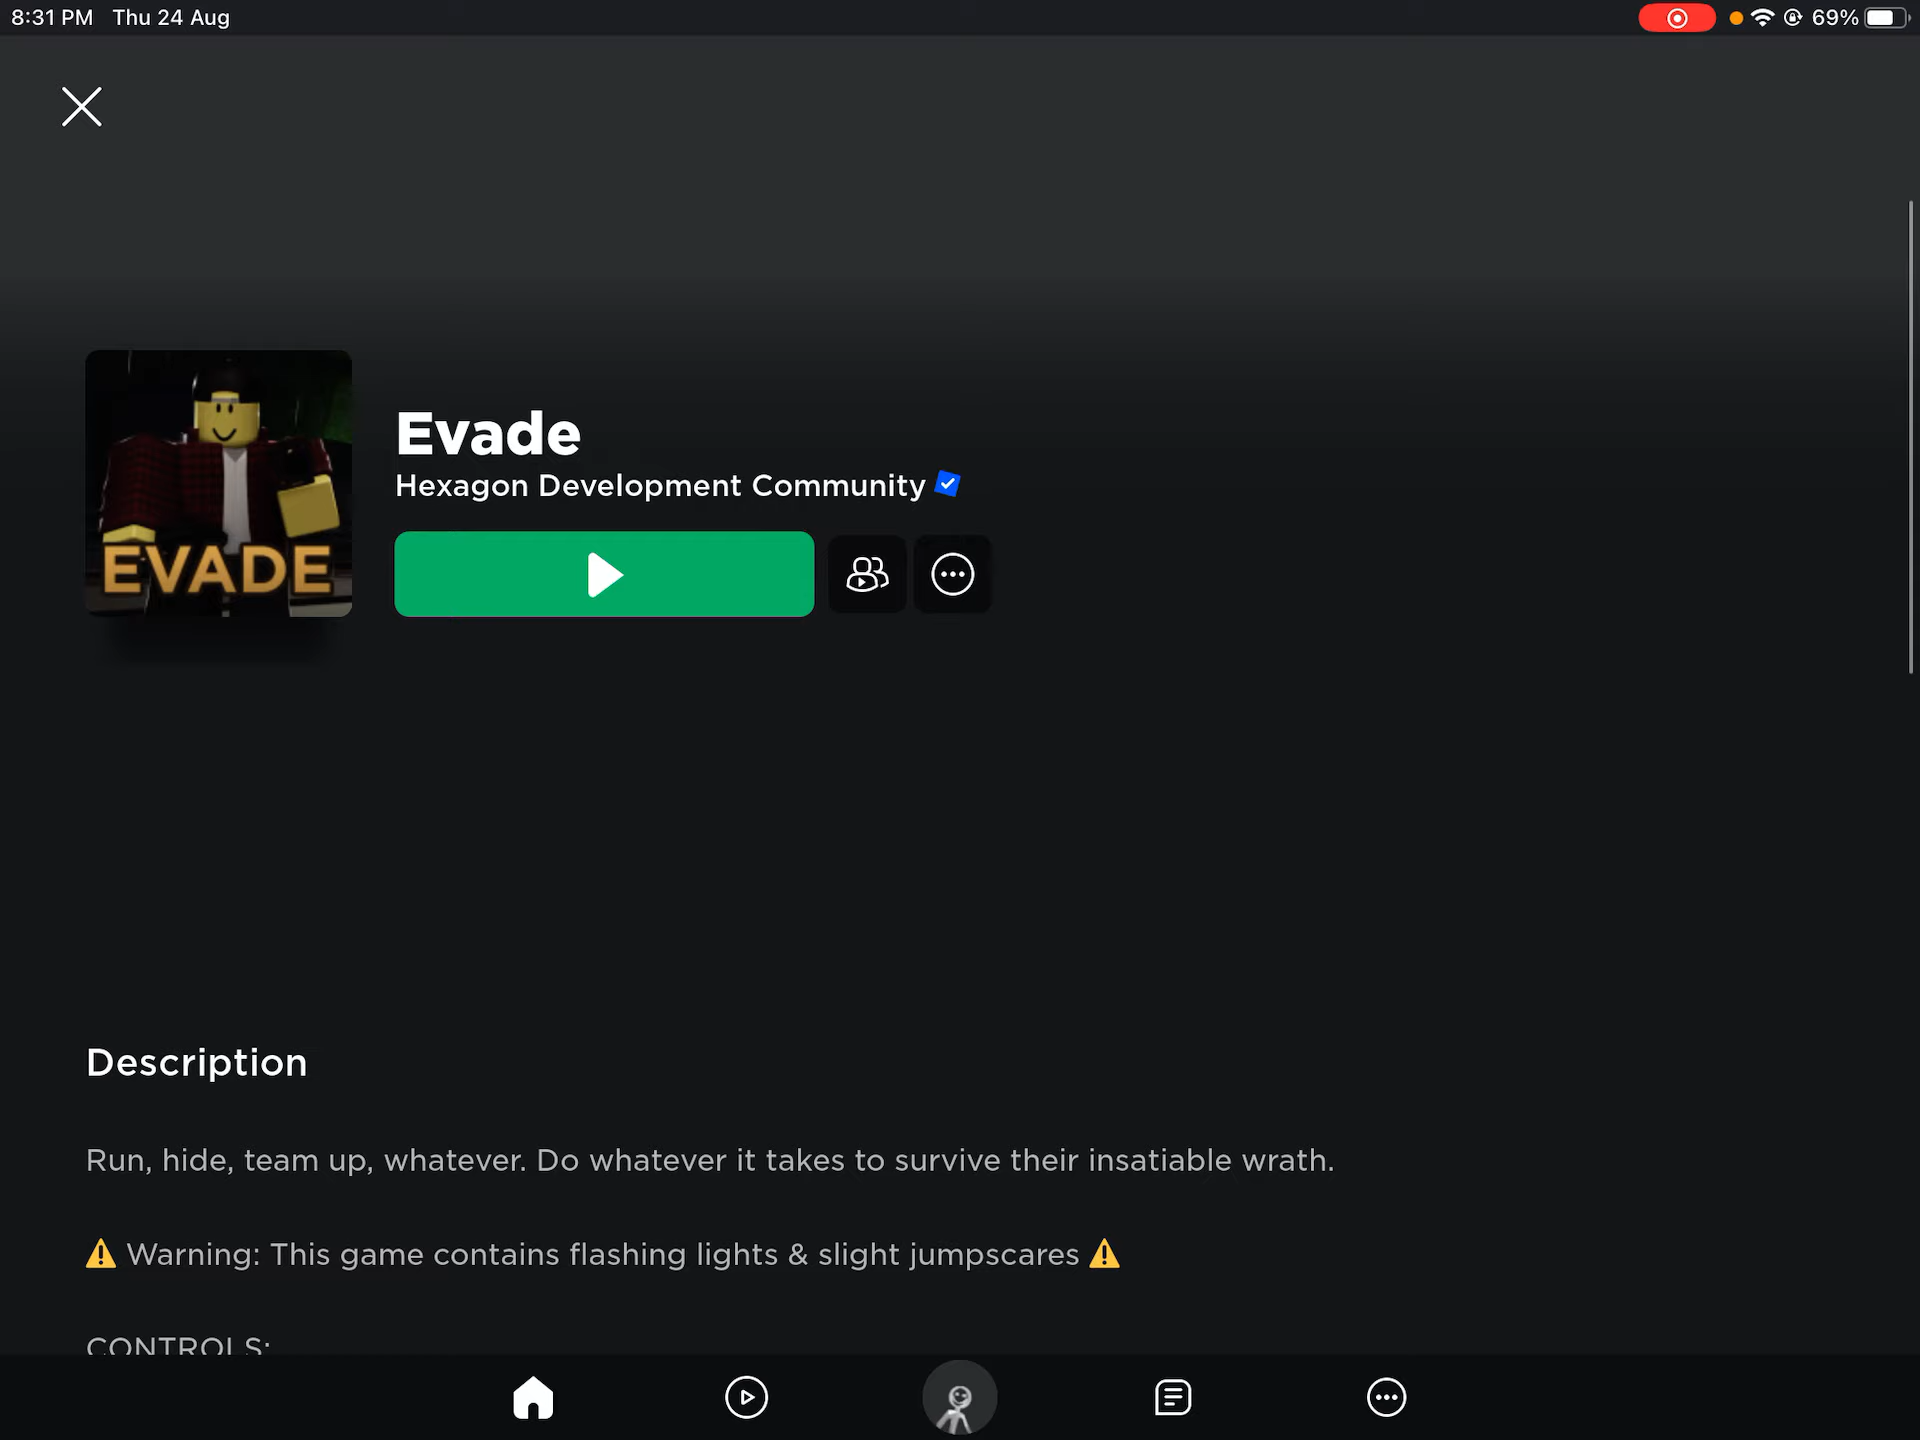 8:31 PM Thu 24 Aug
69%
EVADE
Evade
Hexagon Development Community
Description
Run, hide, team up, whatever. Do whatever it takes to survive their insatiable wrath.
⚠️ Warning: This game contains flashing lights & slight jumpscares ⚠️
CONTROLS: